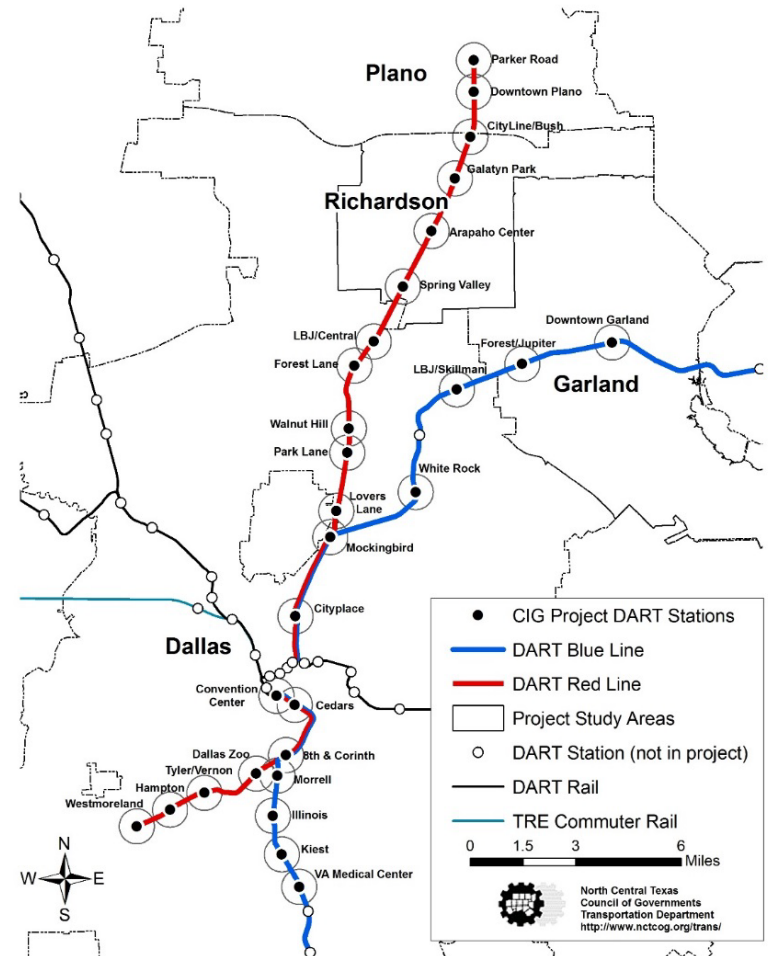 Parker Road
Plano
Downtown Plano
CityLine/Bush
Galatyn Park
Richardson
Arapaho Center
Spring Valley
Downtown Garland
LBJ/Central
Forest/Jupiter
Forest Lane
LBJ/Skillman
Garland
Walnut Hill
Park Lane
White Rock
Lovers
Lane
Mockingbird
Cityplace
Dallas
Convention
Center
Cedars
8th & Corinth
Dallas Zoo
Tyler/Vernon
Morrell
Hampton
Westmoreland
Illinois
Kiest
VA Medical Center
N
W
E
S
CIG Project DART Stations
DART Blue Line
DART Red Line
Project Study Areas
DART Station (not in project)
DART Rail
TRE Commuter Rail
0 1.5 3 6
Miles
North Central Texas
Council of Governments
Transportation Department
http://www.nctcog.org/trans/